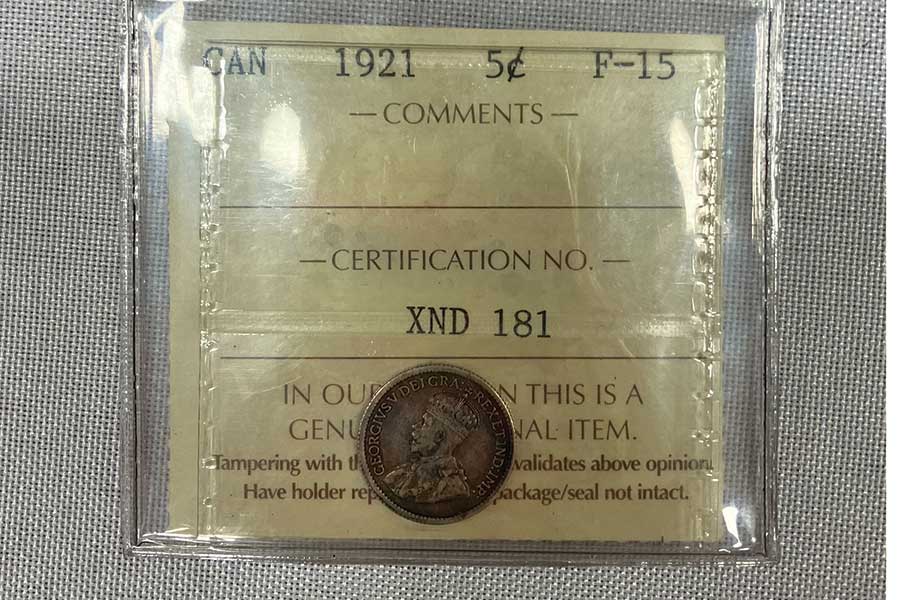 CAN 1921 5¢ F-15
— COMMENTS —
— CERTIFICATION NO. —
XND 181
IN OUR N THIS IS A
GENU NAL ITEM.
Tampering with th validates above opinion.
Have holder rep package/seal not intact.
GEORGIVS V DEI GRA: REX ET IND: IMP: